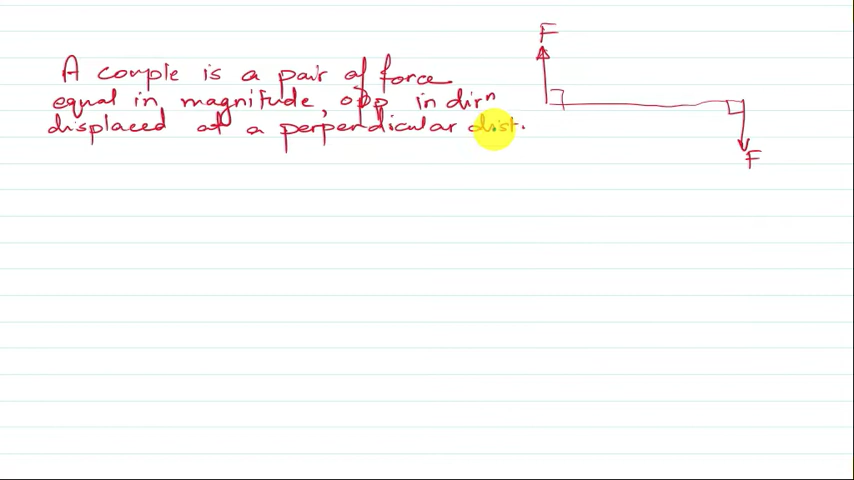 F
A couple is a pair of force
equal in magnitude, opp in dirn
displaced at a perpendicular dist.
F